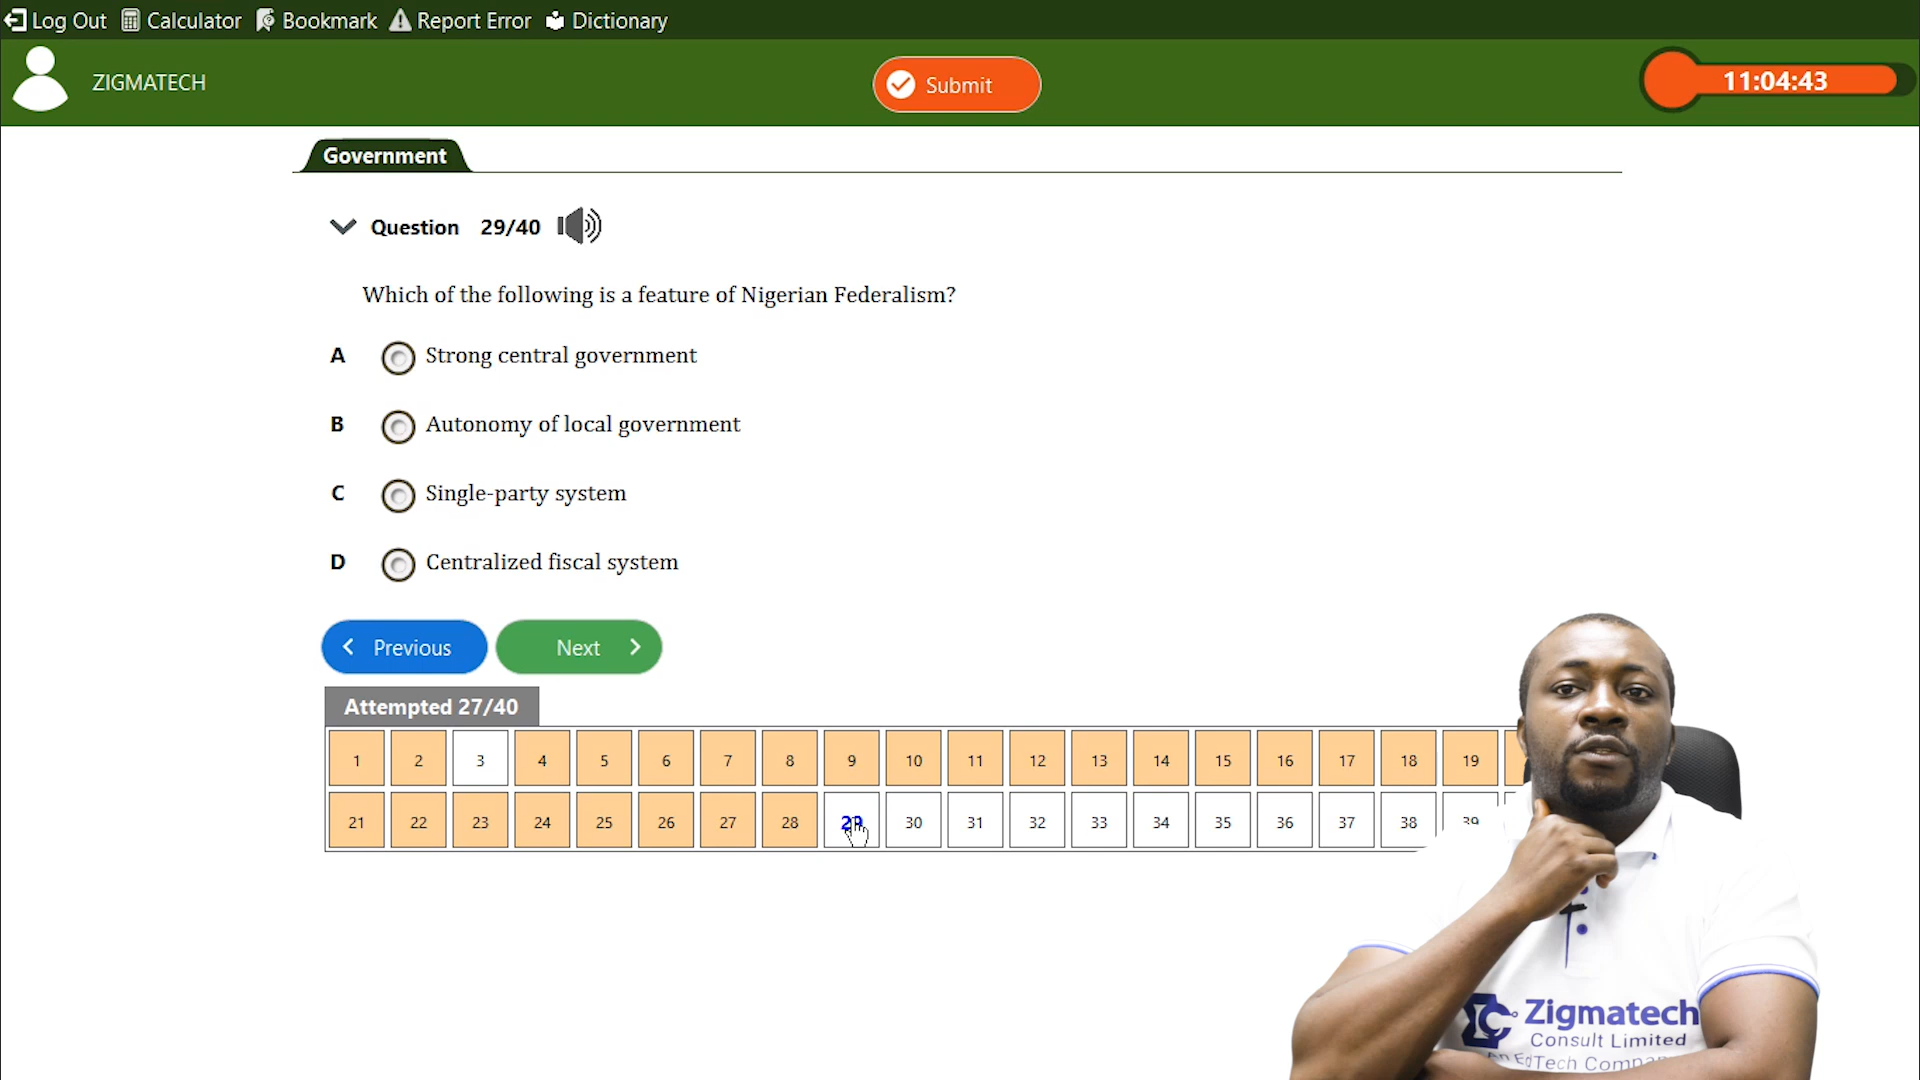 Log Out Calculator Bookmark Report Error Dictionary
ZIGMATECH
Submit
11:04:43
Government
Question 29/40
Which of the following is a feature of Nigerian Federalism?
A Strong central government
B Autonomy of local government
C Single-party system
D Centralized fiscal system
Previous Next
Attempted 27/40
1 2 3 4 5 6 7 8 9 10 11 12 13 14 15 16 17 18 19
21 22 23 24 25 26 27 28 29 30 31 32 33 34 35 36 37 38 39
Zigmatech
Consult Limited
An EdTech